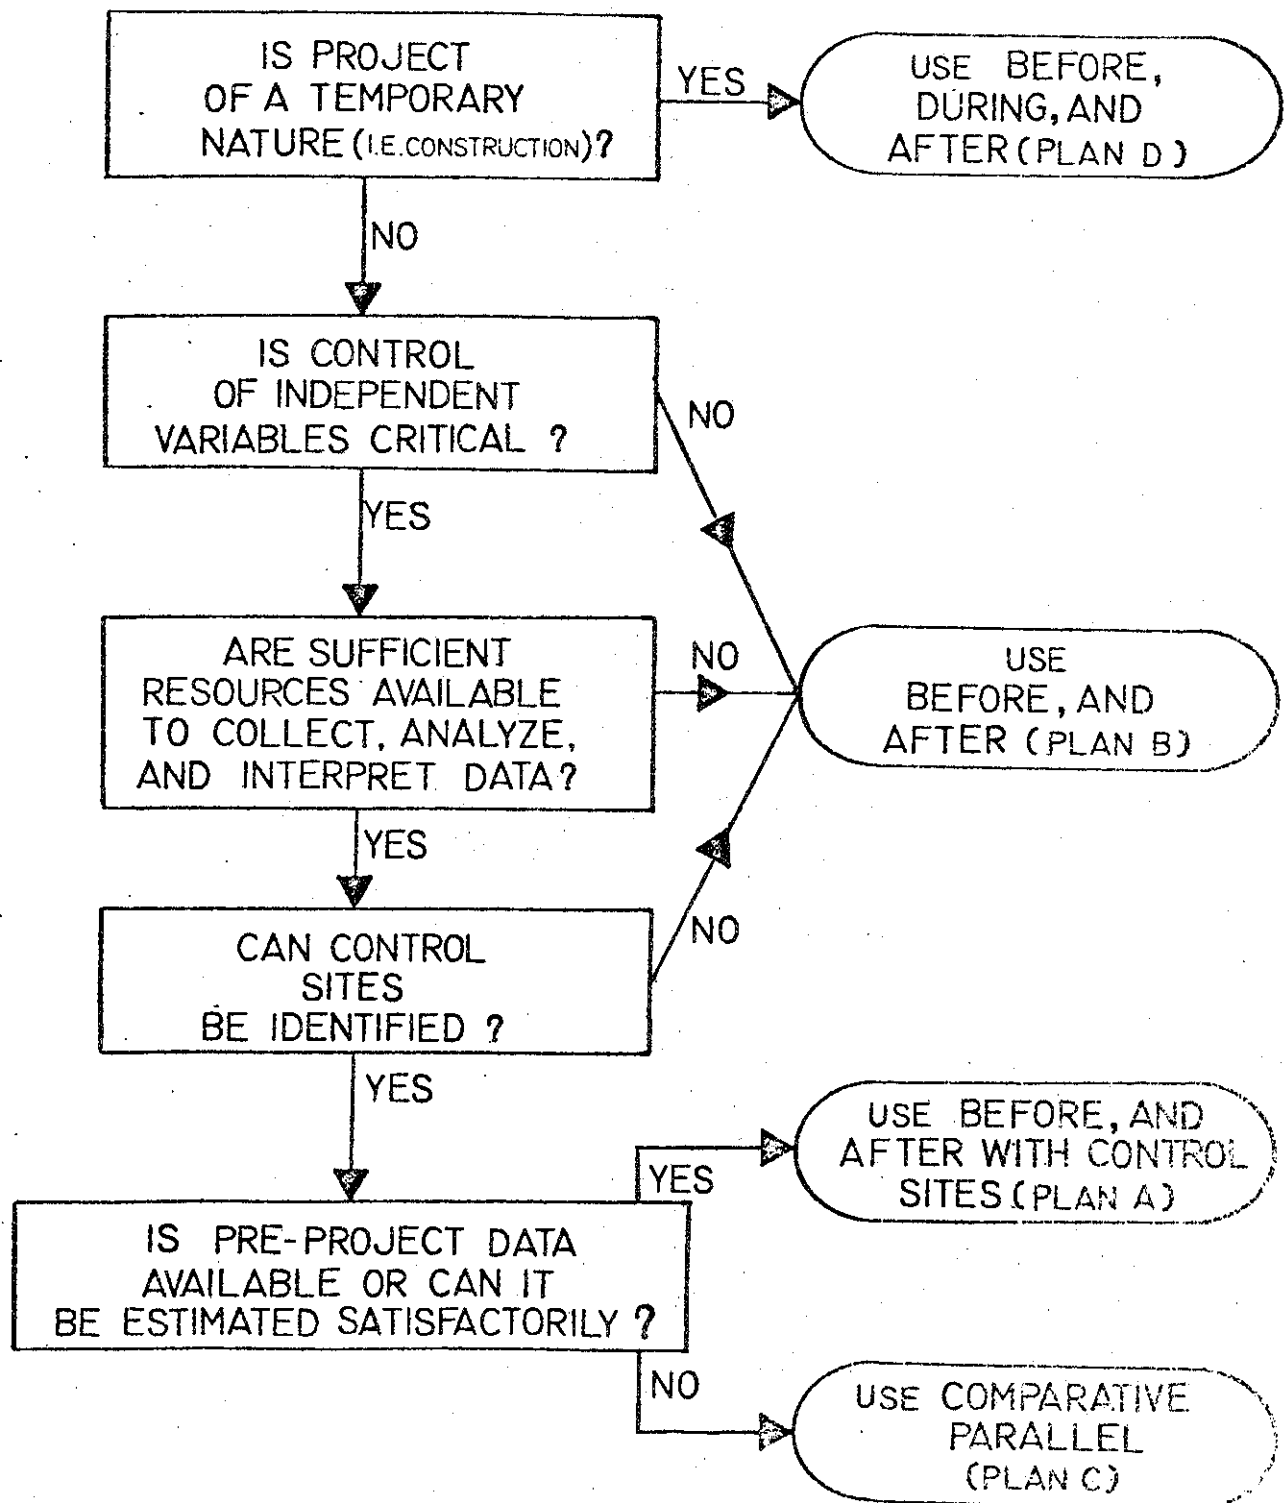 IS PROJECT
OF A TEMPORARY
NATURE (I.E. CONSTRUCTION)?
YES
USE BEFORE,
DURING, AND
AFTER (PLAN D)
NO
IS CONTROL
OF INDEPENDENT
VARIABLES CRITICAL ?
NO
YES
ARE SUFFICIENT
RESOURCES AVAILABLE
TO COLLECT, ANALYZE,
AND INTERPRET DATA?
NO
USE
BEFORE, AND
AFTER (PLAN B)
YES
CAN CONTROL
SITES
BE IDENTIFIED ?
NO
YES
IS PRE-PROJECT DATA
AVAILABLE OR CAN IT
BE ESTIMATED SATISFACTORILY ?
YES
USE BEFORE, AND
AFTER WITH CONTROL
SITES (PLAN A)
NO
USE COMPARATIVE
PARALLEL
(PLAN C)